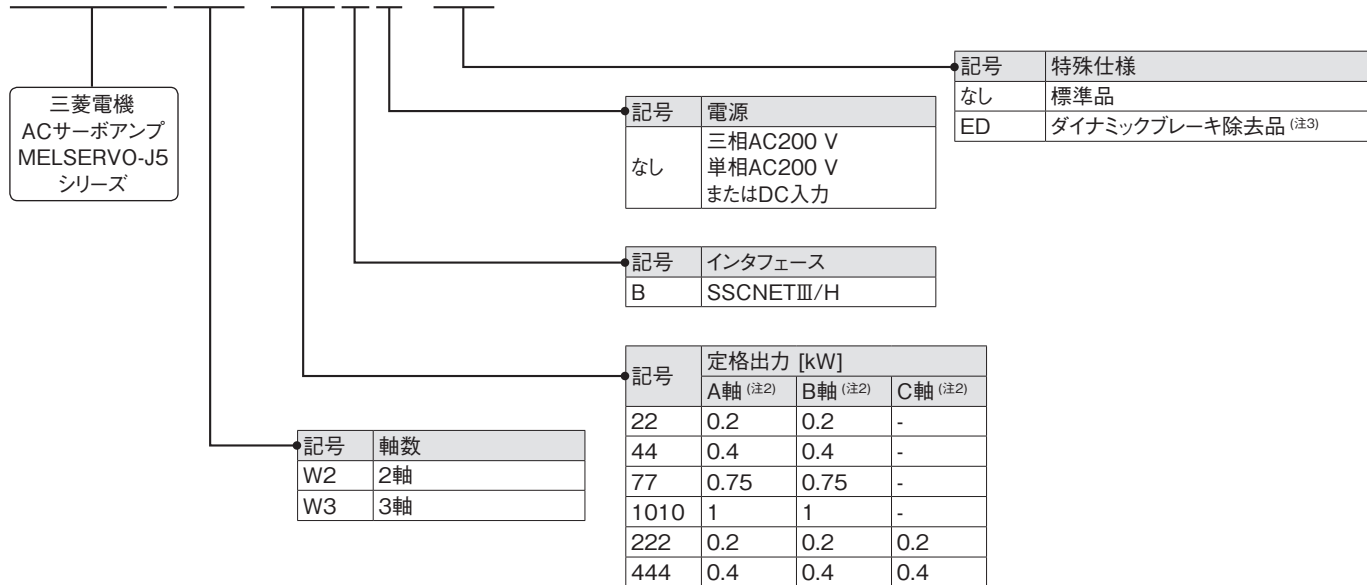 三菱電機
ACサーボアンプ
MELSERVO-J5
シリーズ
記号 特殊仕様
なし 標準品
ED ダイナミックブレーキ除去品 (注3)
記号 電源
なし 三相AC200 V
単相AC200 V
またはDC入力
記号 インタフェース
B SSCNETⅢ/H
記号 定格出力 [kW]
A軸 (注2) B軸 (注2) C軸 (注2)
22 0.2 0.2 -
44 0.4 0.4 -
77 0.75 0.75 -
1010 1 1 -
222 0.2 0.2 0.2
444 0.4 0.4 0.4
記号 軸数
W2 2軸
W3 3軸